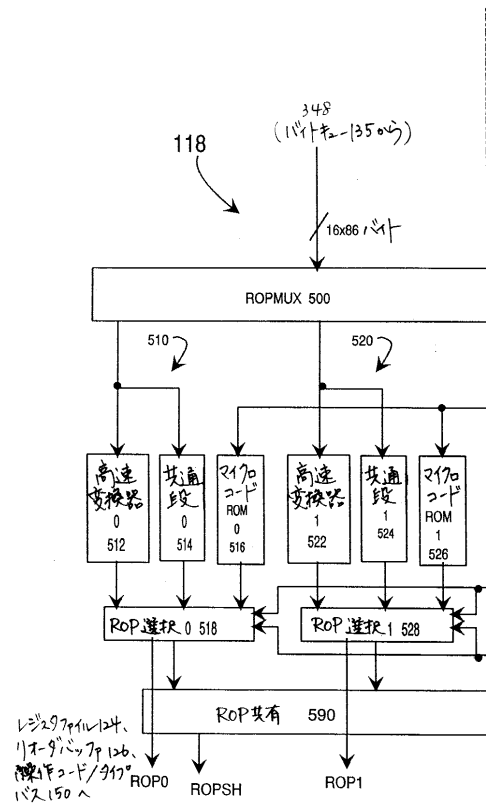 348
(バイトキュー135から)
118
16x86 バイト
ROPMUX 500
510
520
高速
変換器
0
512
共通
段
0
514
マイクロ
コード
ROM
0
516
高速
変換器
1
522
共通
段
1
524
マイクロ
コード
ROM
1
526
ROP 選択 0 518
ROP 選択 1 528
ROP共有 590
レジスタファイル124、
リオーダバッファ126、
操作コード/タイプ
バス150へ
ROP0
ROPSH
ROP1